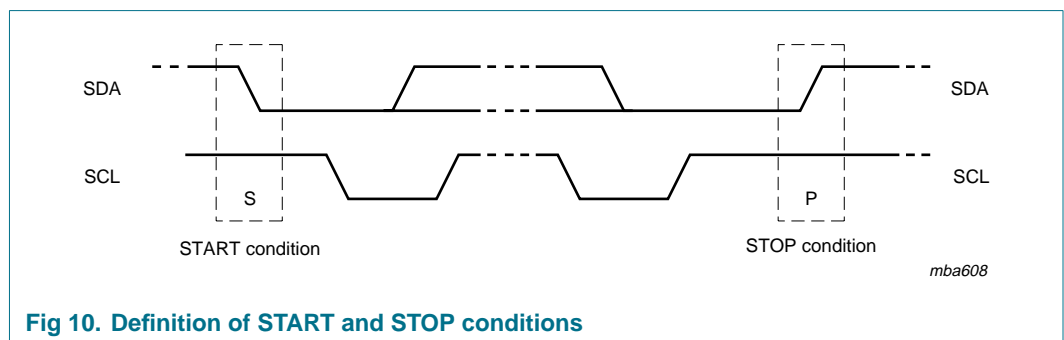 SDA SDA
SCL SCL
S P
START condition STOP condition
mba608
Fig 10. Definition of START and STOP conditions